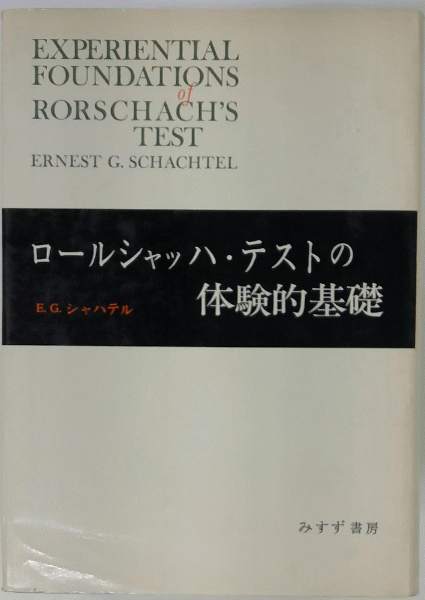 EXPERIENTIAL
FOUNDATIONS
of
RORSCHACH'S
TEST
ERNEST G. SCHACHTEL
ロールシャッハ・テストの
体験的基礎
E. G. シャハテル
みすず書房